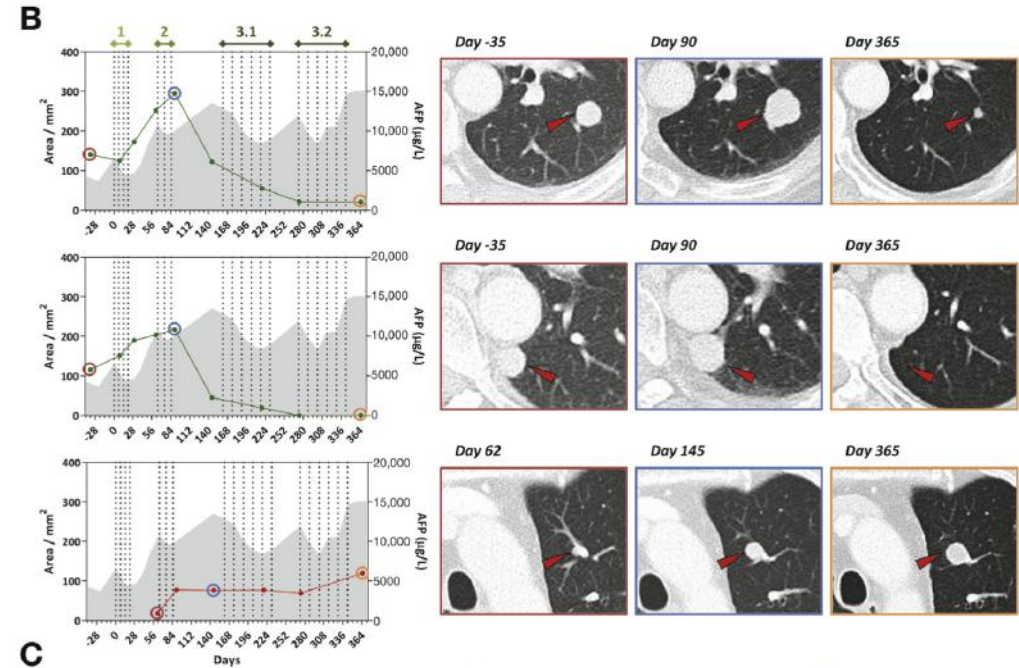 B
1 2 3.1 3.2
400 20,000
300 15,000
200 10,000
100 5000
0 0
Area / mm²
AFP (µg/L)
-28 0 28 56 84 112 140 168 196 224 252 280 308 336 364
Day -35 Day 90 Day 365
400 20,000
300 15,000
200 10,000
100 5000
0 0
Area / mm²
AFP (µg/L)
-28 0 28 56 84 112 140 168 196 224 252 280 308 336 364
Day -35 Day 90 Day 365
400 20,000
300 15,000
200 10,000
100 5000
0 0
Area / mm²
AFP (µg/L)
-28 0 28 56 84 112 140 168 196 224 252 280 308 336 364
Days
Day 62 Day 145 Day 365
C